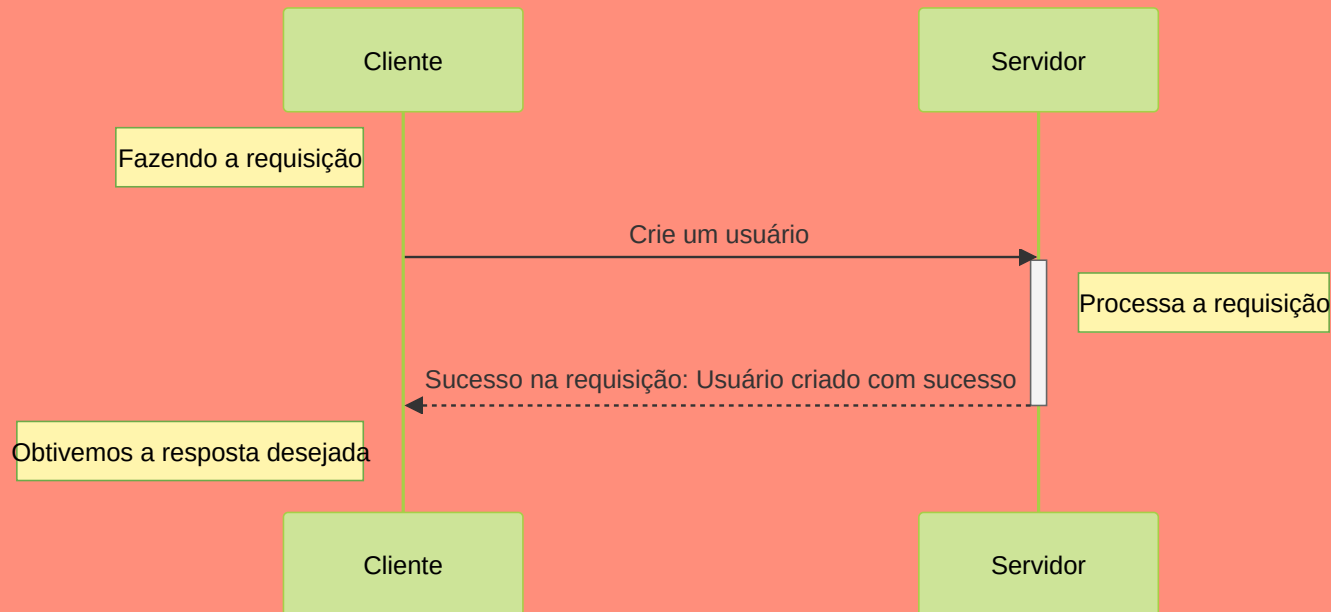 Cliente
Servidor
Fazendo a requisição
Crie um usuário
Processa a requisição
Sucesso na requisição: Usuário criado com sucesso
Obtivemos a resposta desejada
Cliente
Servidor